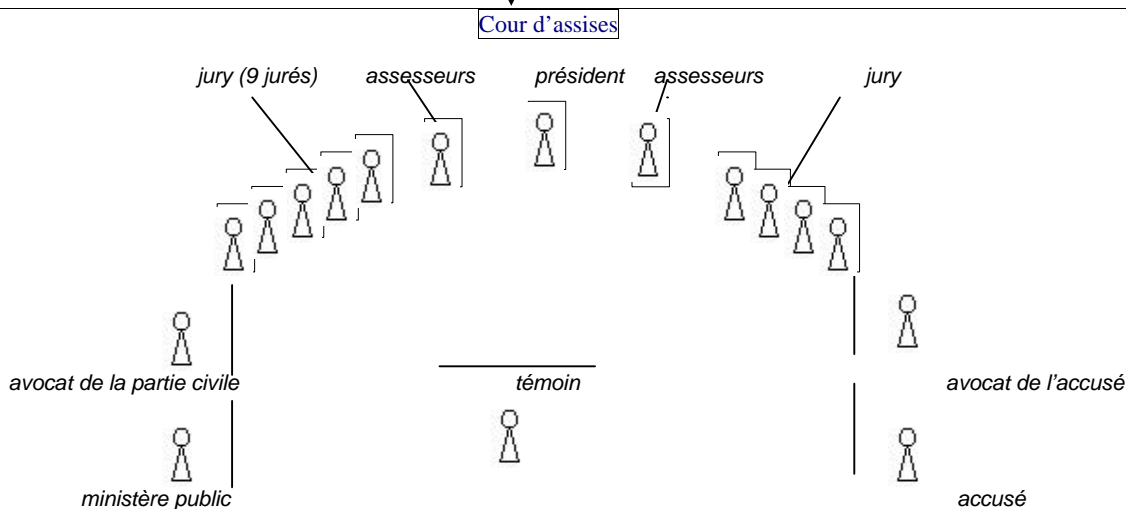 Cour d’assises
jury (9 jurés) assesseurs président assesseurs jury
avocat de la partie civile témoin avocat de l’accusé
ministère public accusé